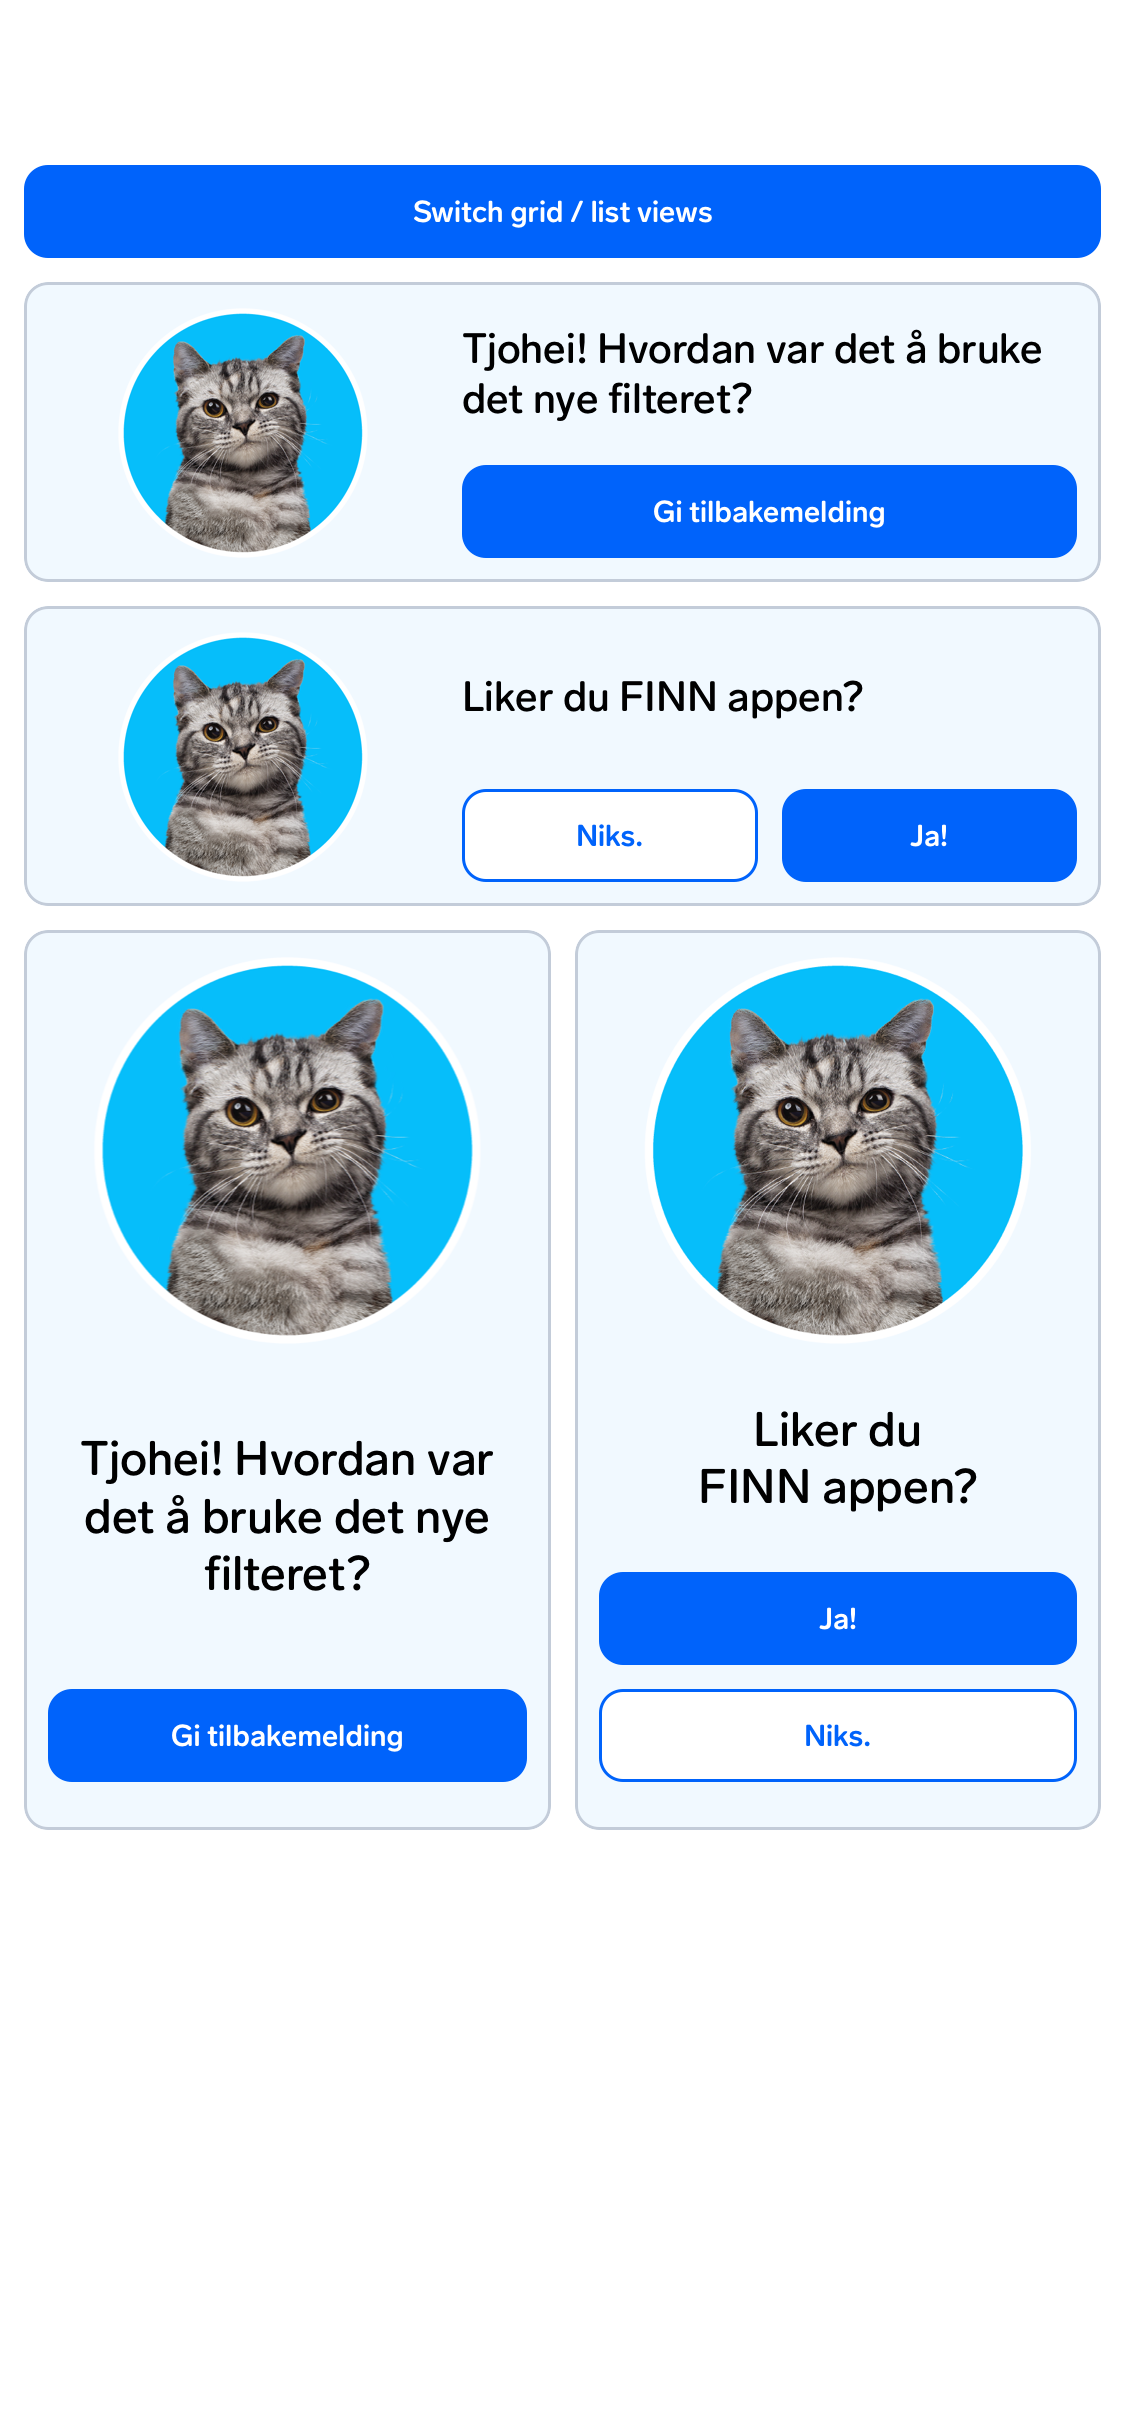 Switch grid / list views
Tjohei! Hvordan var det å bruke
det nye filteret?
Gi tilbakemelding
Liker du FINN appen?
Niks.
Ja!
Tjohei! Hvordan var
det å bruke det nye
filteret?
Gi tilbakemelding
Liker du
FINN appen?
Ja!
Niks.